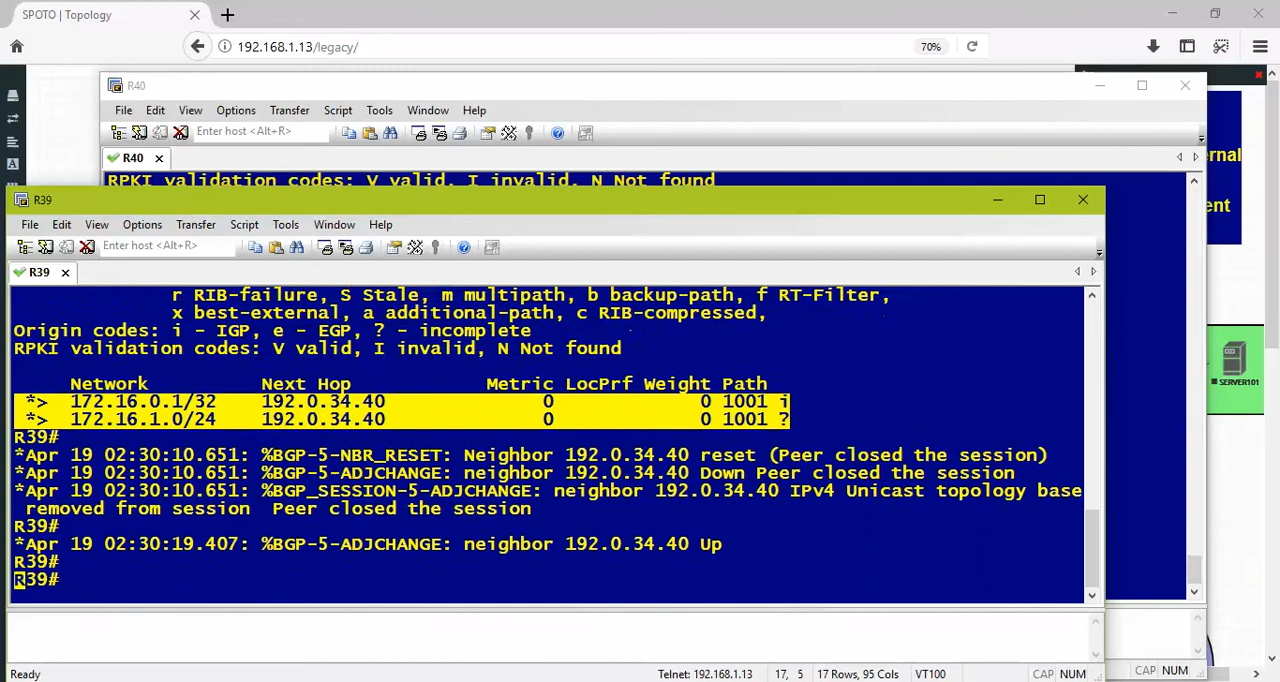 SPOTO | Topology
192.168.1.13/legacy/
70%
R40
File Edit View Options Transfer Script Tools Window Help
Enter host <Alt+R>
R40
RPKI validation codes: V valid, I invalid, N Not found
rnal
ent
R39
File Edit View Options Transfer Script Tools Window Help
Enter host <Alt+R>
R39
r RIB-failure, S Stale, m multipath, b backup-path, f RT-Filter,
x best-external, a additional-path, c RIB-compressed,
Origin codes: i - IGP, e - EGP, ? - incomplete
RPKI validation codes: V valid, I invalid, N Not found
Network Next Hop Metric LocPrf Weight Path
*> 172.16.0.1/32 192.0.34.40 0 0 1001 i
*> 172.16.1.0/24 192.0.34.40 0 0 1001 ?
R39#
*Apr 19 02:30:10.651: %BGP-5-NBR_RESET: Neighbor 192.0.34.40 reset (Peer closed the session)
*Apr 19 02:30:10.651: %BGP-5-ADJCHANGE: neighbor 192.0.34.40 Down Peer closed the session
*Apr 19 02:30:10.651: %BGP_SESSION-5-ADJCHANGE: neighbor 192.0.34.40 IPv4 Unicast topology base
removed from session Peer closed the session
R39#
*Apr 19 02:30:19.407: %BGP-5-ADJCHANGE: neighbor 192.0.34.40 Up
R39#
R39#
SERVER101
Ready Telnet: 192.168.1.13 17, 5 17 Rows, 95 Cols VT100 CAP NUM
CAP NUM